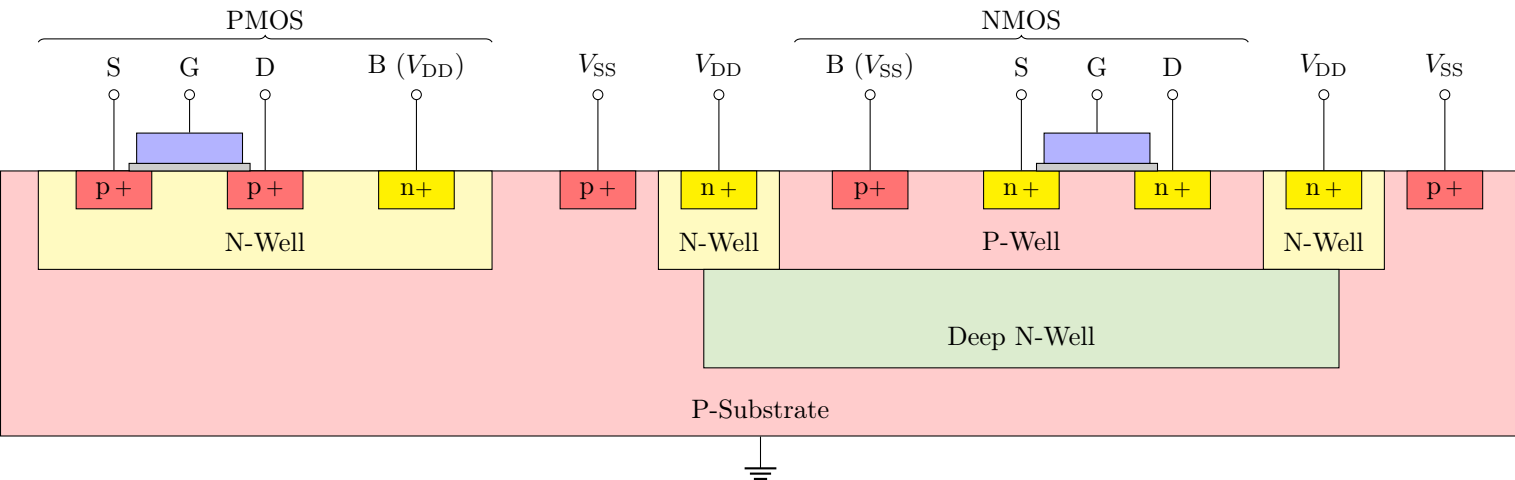 PMOS
NMOS
S
G
D
B (V_DD)
V_SS
V_DD
B (V_SS)
S
G
D
V_DD
V_SS
p+
p+
n+
p+
n+
p+
n+
n+
n+
p+
N-Well
N-Well
P-Well
N-Well
Deep N-Well
P-Substrate